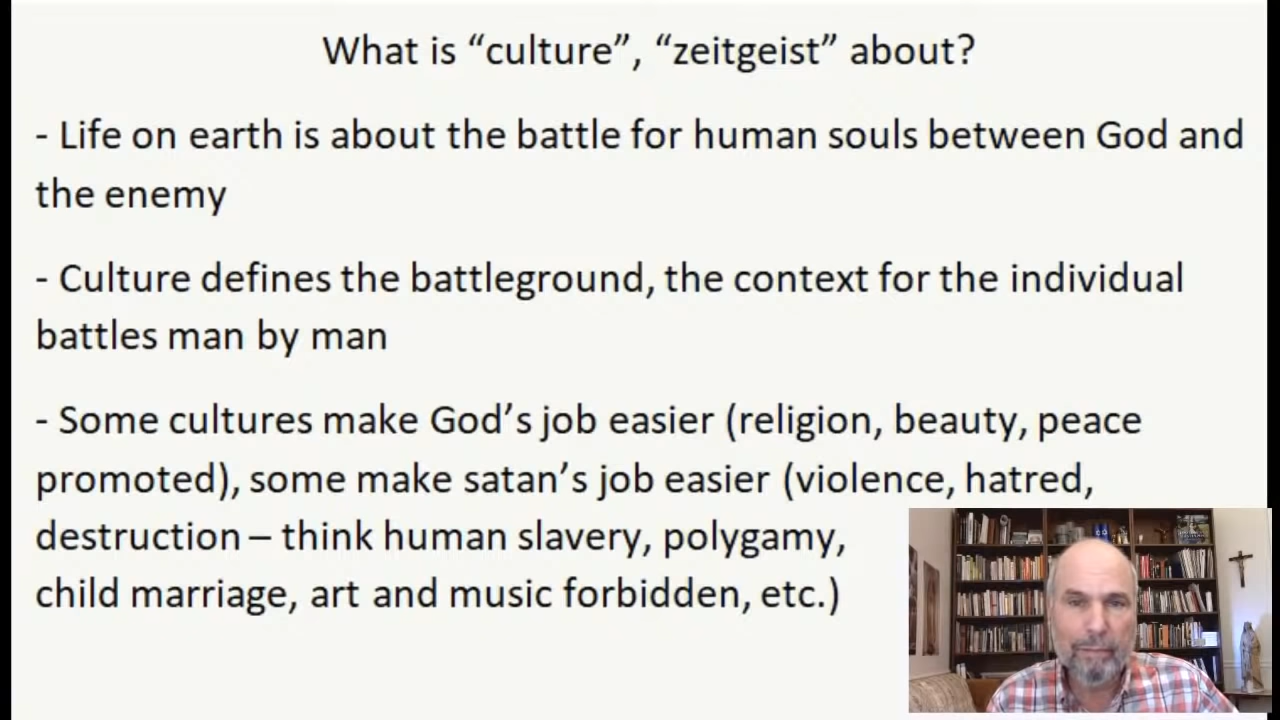 What is “culture”, “zeitgeist” about?
- Life on earth is about the battle for human souls between God and
the enemy
- Culture defines the battleground, the context for the individual
battles man by man
- Some cultures make God’s job easier (religion, beauty, peace
promoted), some make satan’s job easier (violence, hatred,
destruction – think human slavery, polygamy,
child marriage, art and music forbidden, etc.)